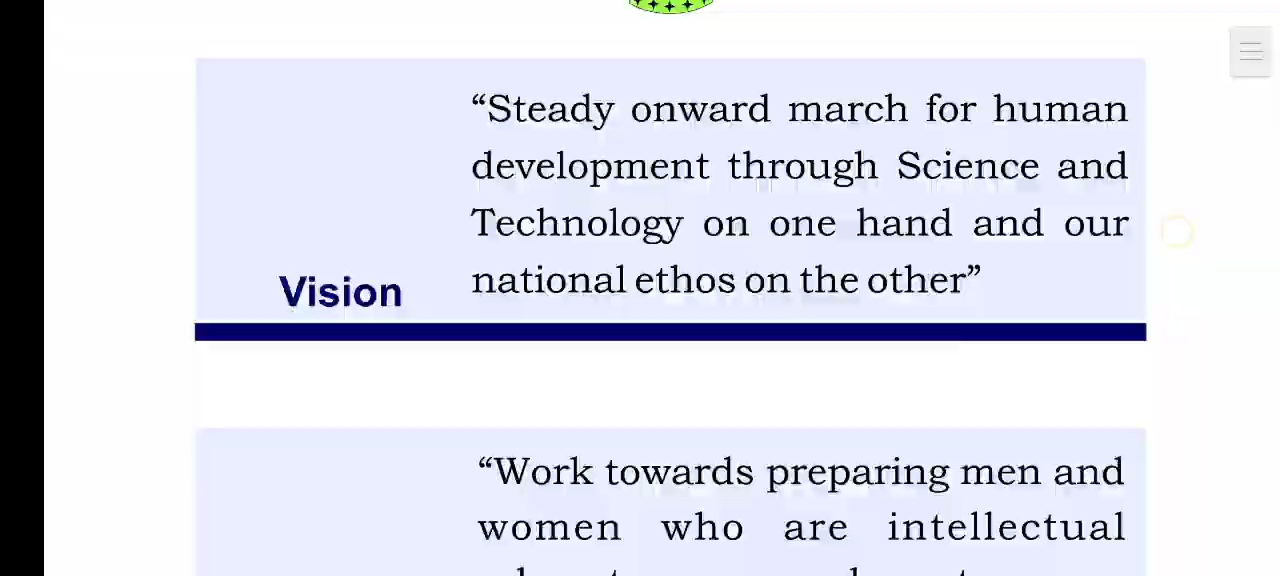 “Steady onward march for human
development through Science and
Technology on one hand and our
national ethos on the other”
Vision
“Work towards preparing men and
women who are intellectual